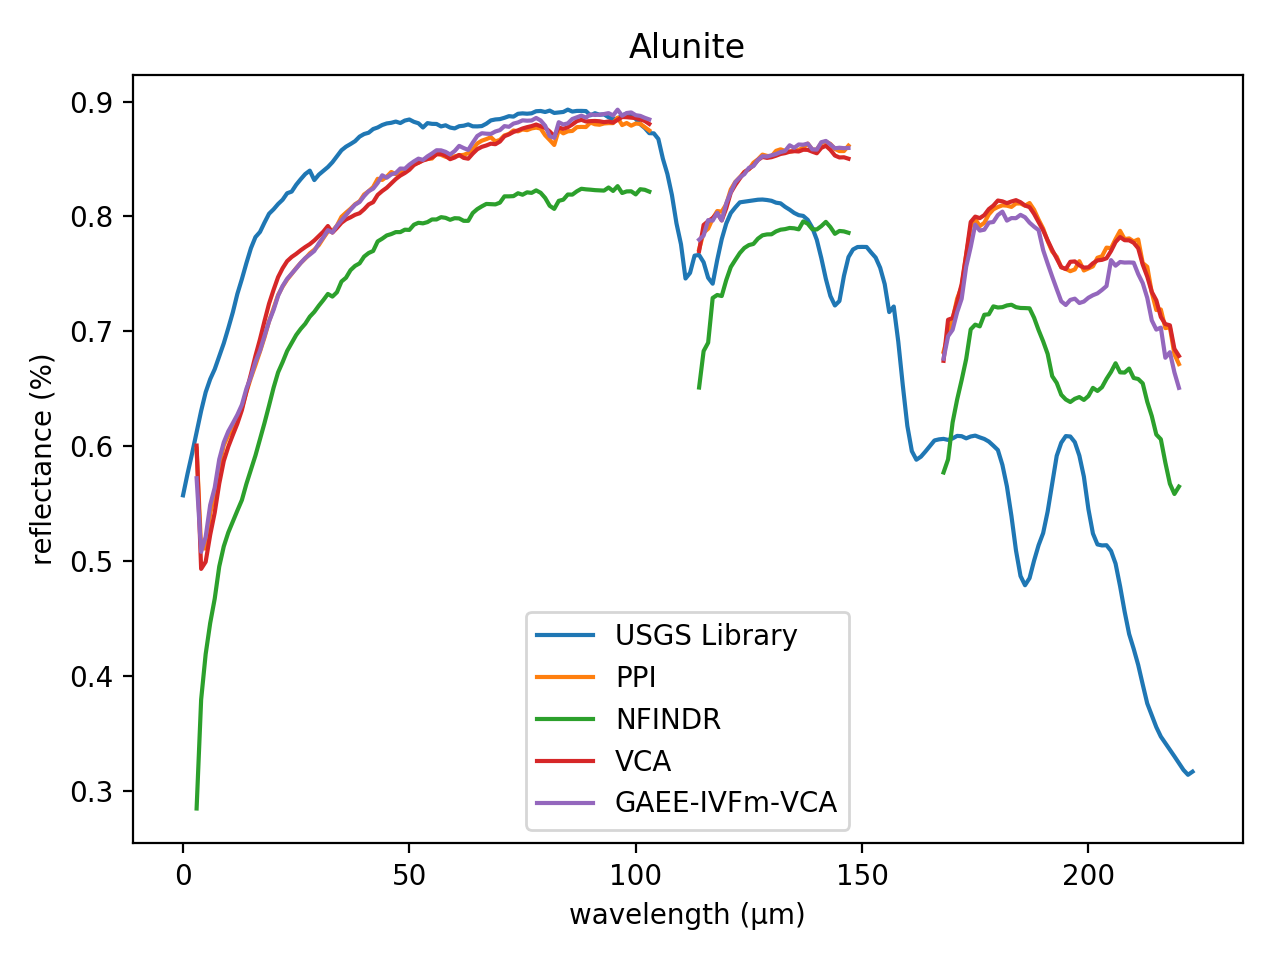 Alunite
reflectance (%)
0.9
0.8
0.7
0.6
0.5
0.4
0.3
USGS Library
PPI
NFINDR
VCA
GAEE-IVFm-VCA
0 50 100 150 200
wavelength (μm)